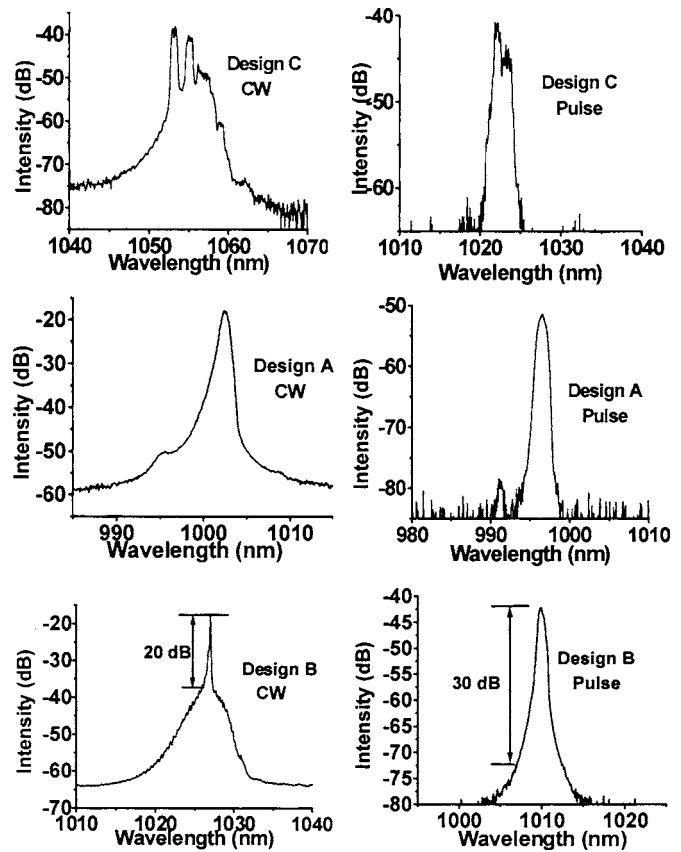 Intensity (dB)
-40
-50
-60
-70
-80
Design C
CW
1040
1050
1060
1070
Wavelength (nm)
Intensity (dB)
-40
-50
-60
Design C
Pulse
1010
1020
1030
1040
Wavelength (nm)
Intensity (dB)
-20
-30
-40
-50
-60
Design A
CW
990
1000
1010
Wavelength (nm)
Intensity (dB)
-50
-60
-70
-80
Design A
Pulse
980
990
1000
1010
Wavelength (nm)
Intensity (dB)
-20
-30
-40
-50
-60
-70
20 dB
Design B
CW
1010
1020
1030
1040
Wavelength (nm)
Intensity (dB)
-40
-45
-50
-55
-60
-65
-70
-75
-80
30 dB
Design B
Pulse
1000
1010
1020
Wavelength (nm)